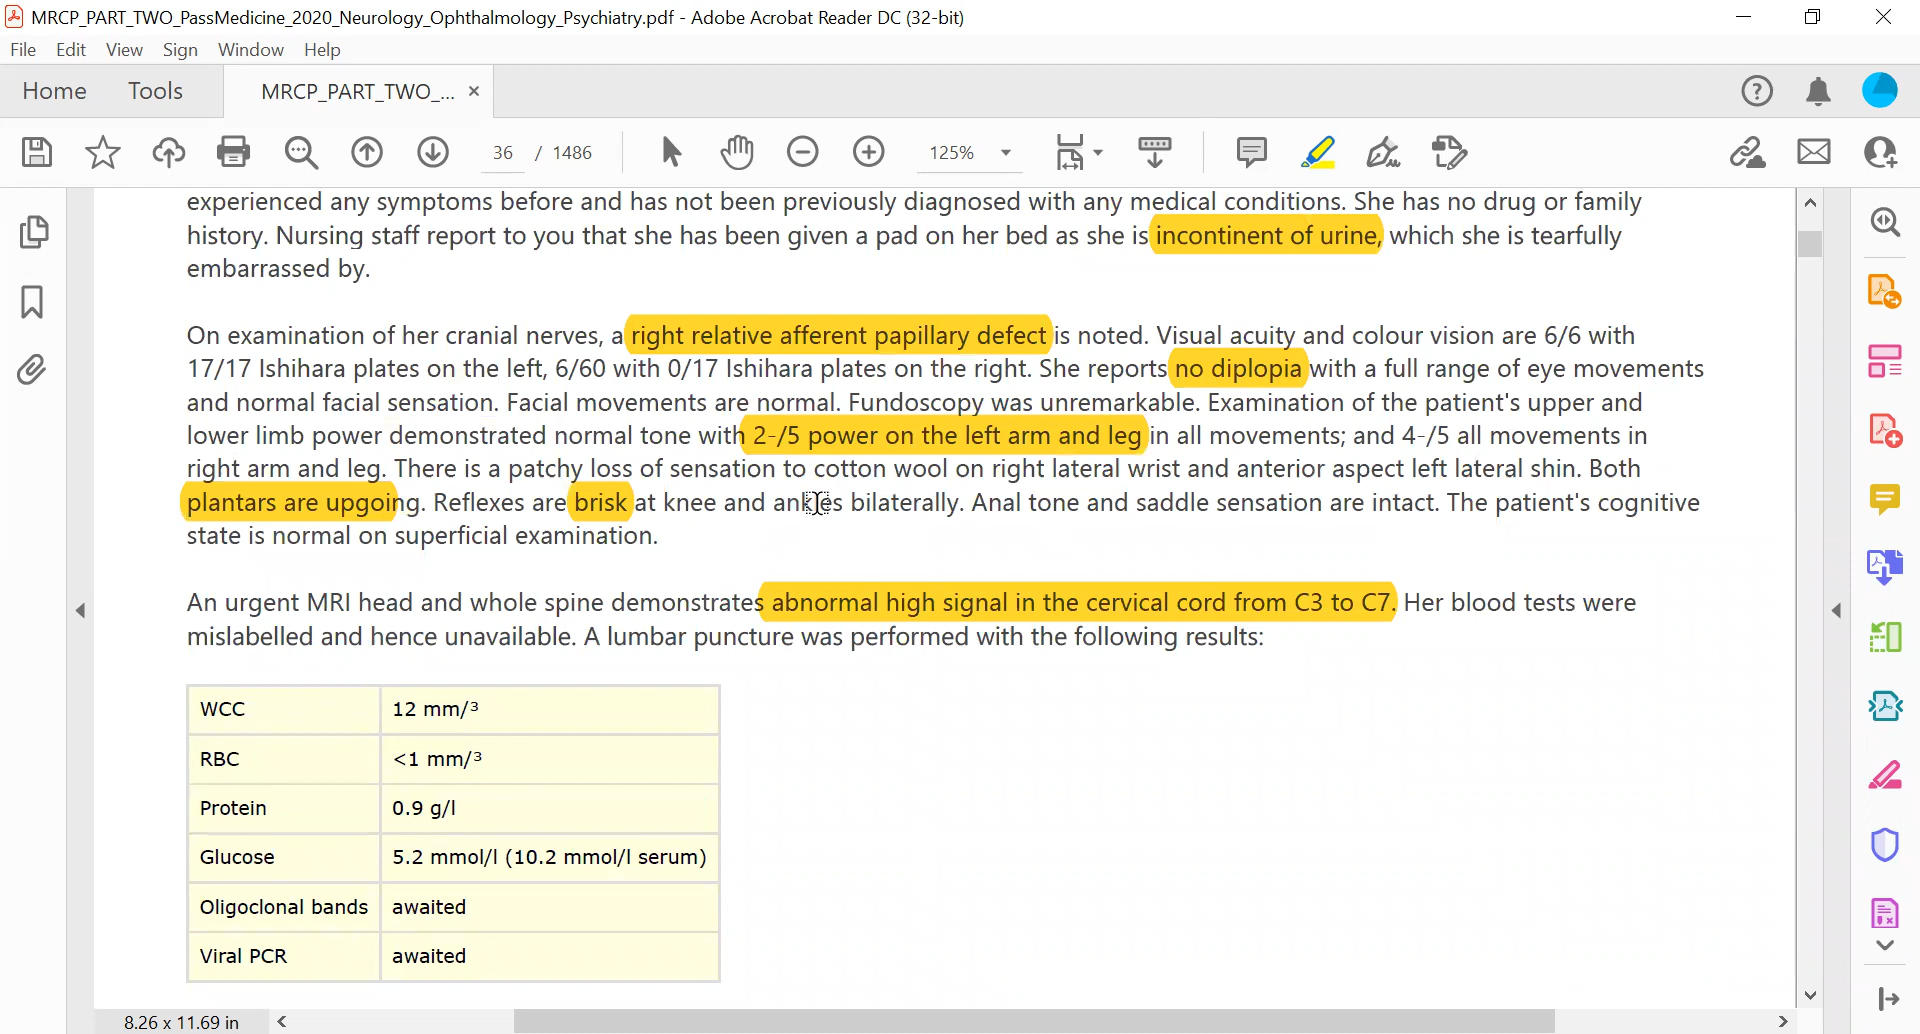 MRCP_PART_TWO_PassMedicine_2020_Neurology_Ophthalmology_Psychiatry.pdf - Adobe Acrobat Reader DC (32-bit)
File Edit View Sign Window Help
Home Tools MRCP_PART_TWO_... ×
36 / 1486 125%
experienced any symptoms before and has not been previously diagnosed with any medical conditions. She has no drug or family
history. Nursing staff report to you that she has been given a pad on her bed as she is incontinent of urine, which she is tearfully
embarrassed by.
On examination of her cranial nerves, a right relative afferent papillary defect is noted. Visual acuity and colour vision are 6/6 with
17/17 Ishihara plates on the left, 6/60 with 0/17 Ishihara plates on the right. She reports no diplopia with a full range of eye movements
and normal facial sensation. Facial movements are normal. Fundoscopy was unremarkable. Examination of the patient's upper and
lower limb power demonstrated normal tone with 2-/5 power on the left arm and leg in all movements; and 4-/5 all movements in
right arm and leg. There is a patchy loss of sensation to cotton wool on right lateral wrist and anterior aspect left lateral shin. Both
plantars are upgoing. Reflexes are brisk at knee and ankles bilaterally. Anal tone and saddle sensation are intact. The patient's cognitive
state is normal on superficial examination.
An urgent MRI head and whole spine demonstrates abnormal high signal in the cervical cord from C3 to C7. Her blood tests were
mislabelled and hence unavailable. A lumbar puncture was performed with the following results:
WCC 12 mm/³
RBC <1 mm/³
Protein 0.9 g/l
Glucose 5.2 mmol/l (10.2 mmol/l serum)
Oligoclonal bands awaited
Viral PCR awaited
8.26 x 11.69 in